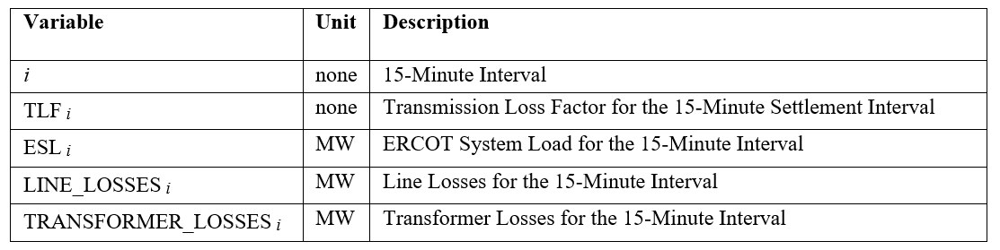 Variable Unit Description
i none 15-Minute Interval
TLF i none Transmission Loss Factor for the 15-Minute Settlement Interval
ESL i MW ERCOT System Load for the 15-Minute Interval
LINE_LOSSES i MW Line Losses for the 15-Minute Interval
TRANSFORMER_LOSSES i MW Transformer Losses for the 15-Minute Interval